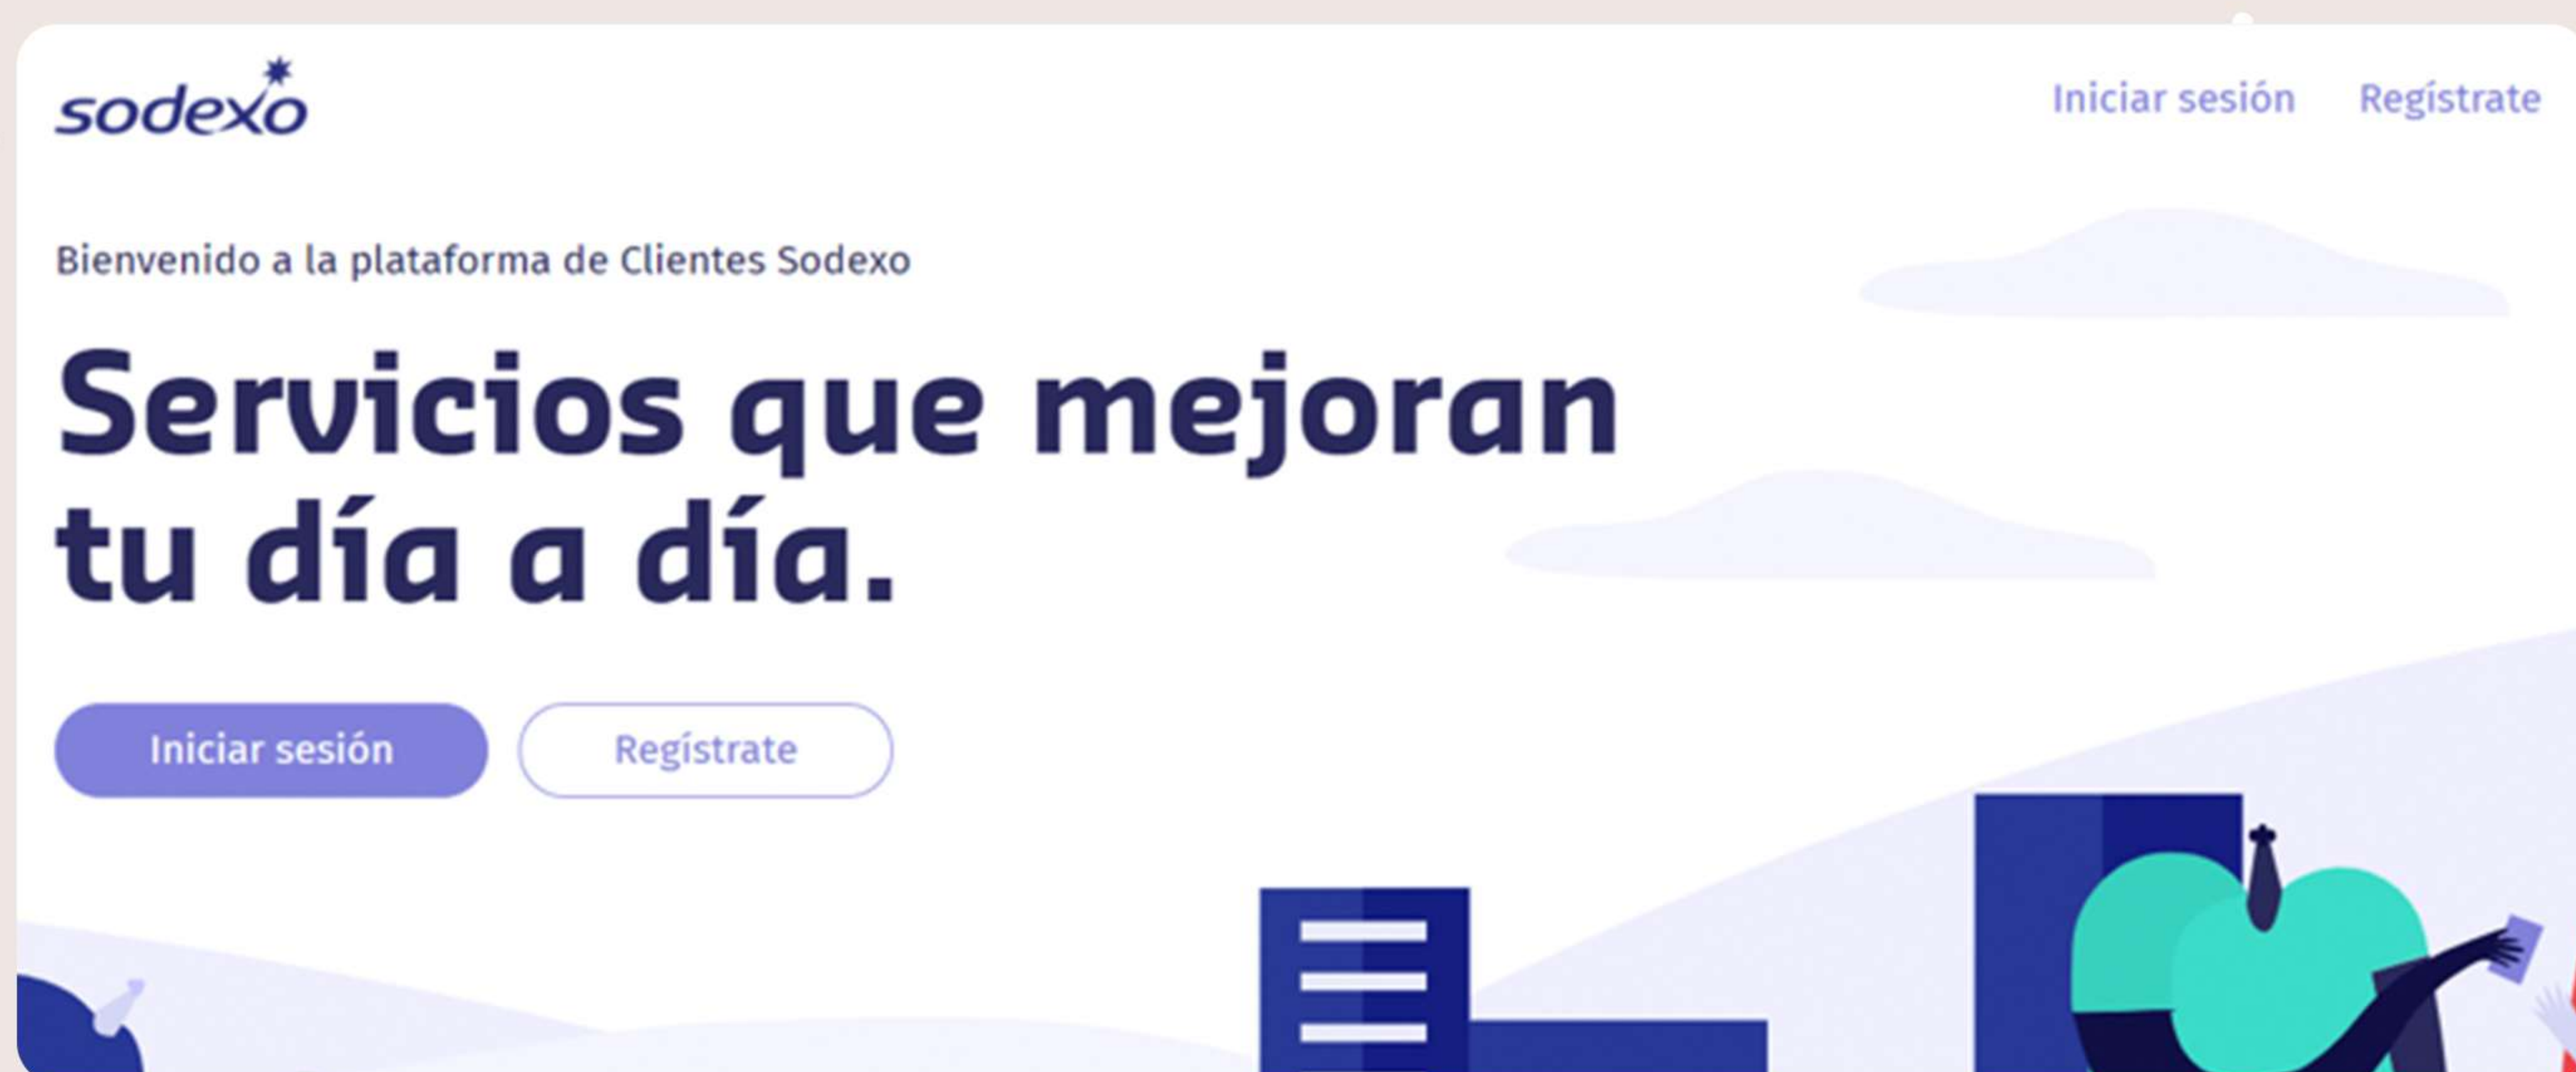 sodexo
Iniciar sesión Regístrate
Bienvenido a la plataforma de Clientes Sodexo
Servicios que mejoran
tu día a día.
Iniciar sesión Regístrate